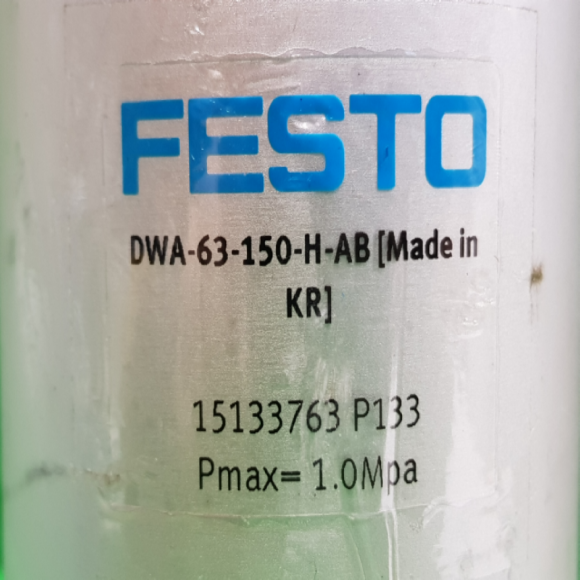 FESTO
DWA-63-150-H-AB [Made in
KR]
15133763 P133
Pmax= 1.0Mpa